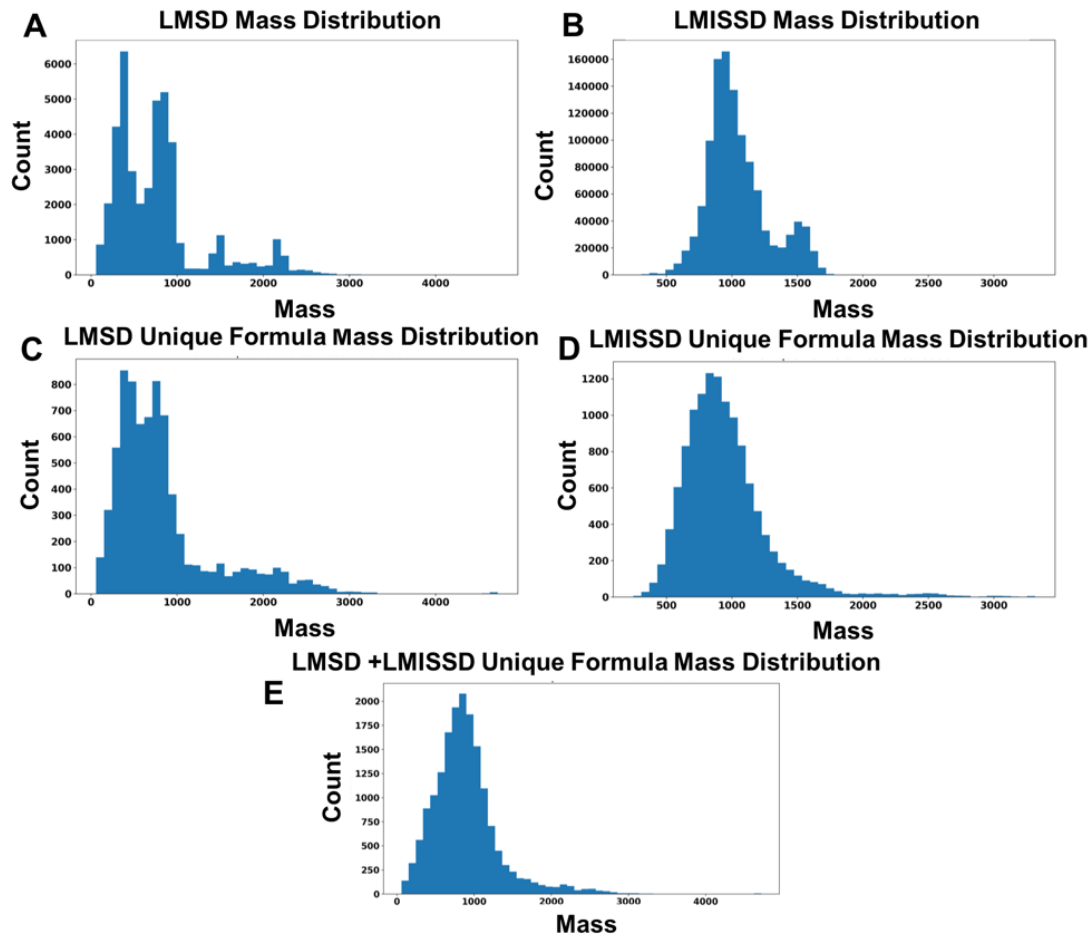 A
LMSD Mass Distribution
6000
5000
4000
3000
2000
1000
0
Count
0 1000 2000 3000 4000
Mass
B
LMISSD Mass Distribution
160000
140000
120000
100000
80000
60000
40000
20000
0
Count
500 1000 1500 2000 2500 3000
Mass
C
LMSD Unique Formula Mass Distribution
800
700
600
500
400
300
200
100
0
Count
0 1000 2000 3000 4000
Mass
D
LMISSD Unique Formula Mass Distribution
1200
1000
800
600
400
200
0
Count
500 1000 1500 2000 2500 3000
Mass
E
LMSD +LMISSD Unique Formula Mass Distribution
2000
1750
1500
1250
1000
750
500
250
0
Count
0 1000 2000 3000 4000
Mass